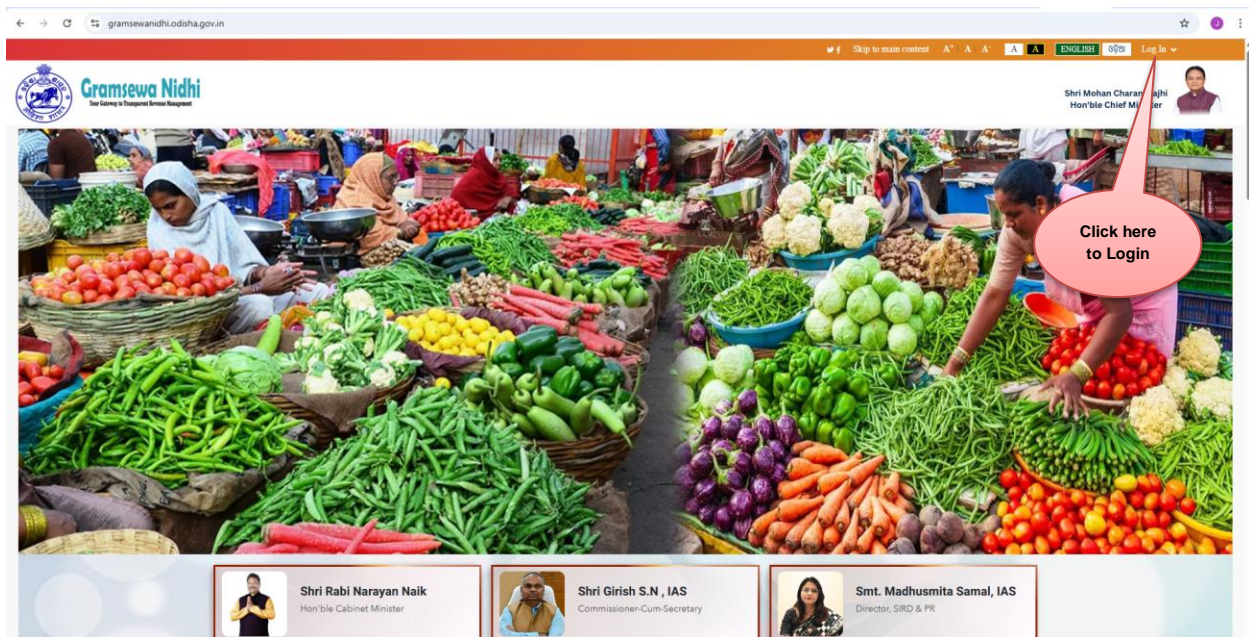 gramsewanidhi.odisha.gov.in
Skip to main content A+ A A- A A ENGLISH ଓଡ଼ିଆ Log In
Gramsewa Nidhi
Your Gateway to Transparent Revenue Management
Shri Mohan Charan Majhi
Hon'ble Chief Minister
Click here
to Login
Shri Rabi Narayan Naik
Hon'ble Cabinet Minister
Shri Girish S.N , IAS
Commissioner-Cum-Secretary
Smt. Madhusmita Samal, IAS
Director, SIRD & PR